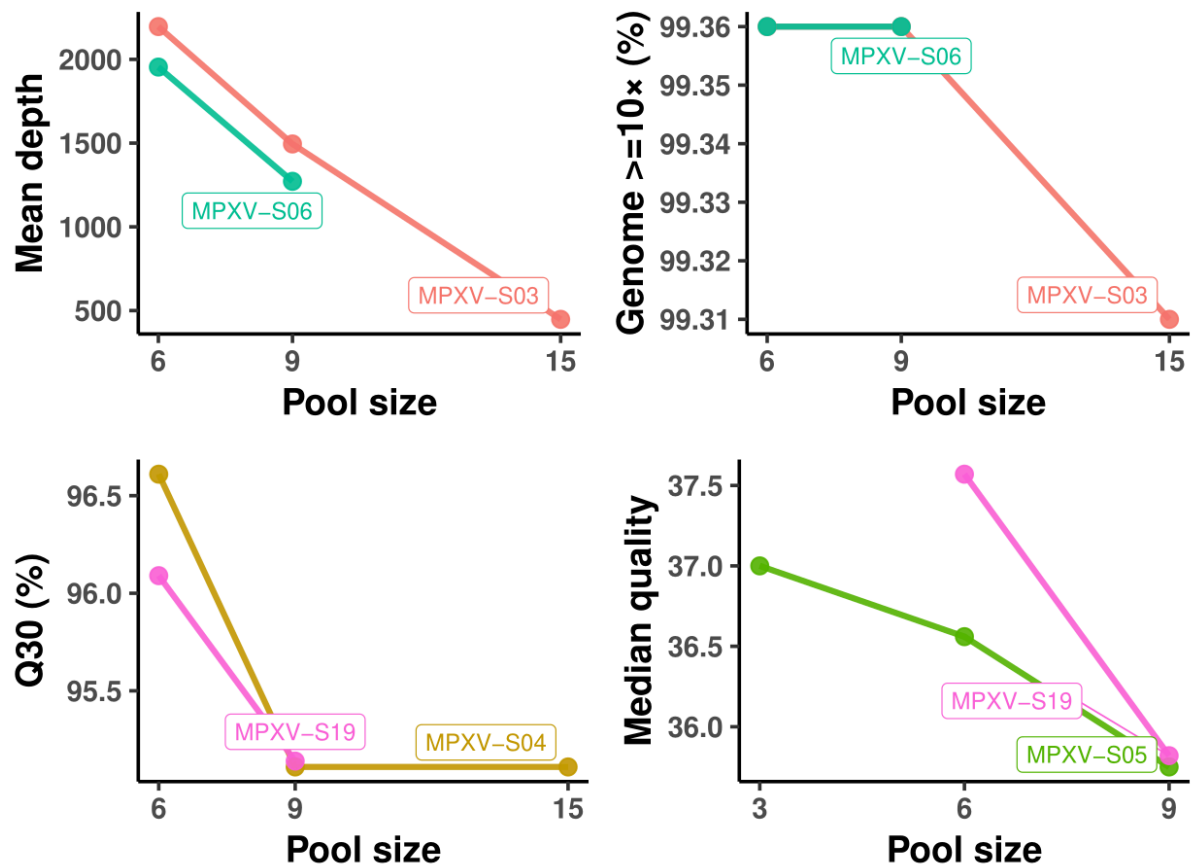 Mean depth
2000
1500
1000
500
MPXV−S06
MPXV−S03
6 9 15
Pool size
Genome >=10× (%)
99.36
99.35
99.34
99.33
99.32
99.31
MPXV−S06
MPXV−S03
6 9 15
Pool size
Q30 (%)
96.5
96.0
95.5
MPXV−S19
MPXV−S04
6 9 15
Pool size
Median quality
37.5
37.0
36.5
36.0
MPXV−S19
MPXV−S05
3 6 9
Pool size